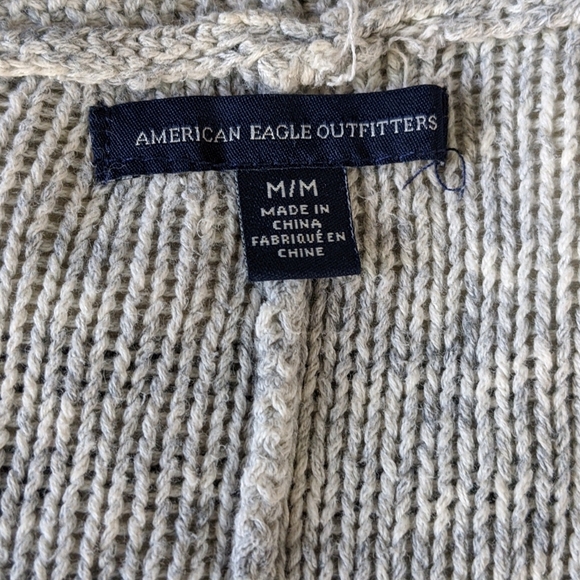 AMERICAN EAGLE OUTFITTERS
M/M
MADE IN
CHINA
FABRIQUÉ EN
CHINE